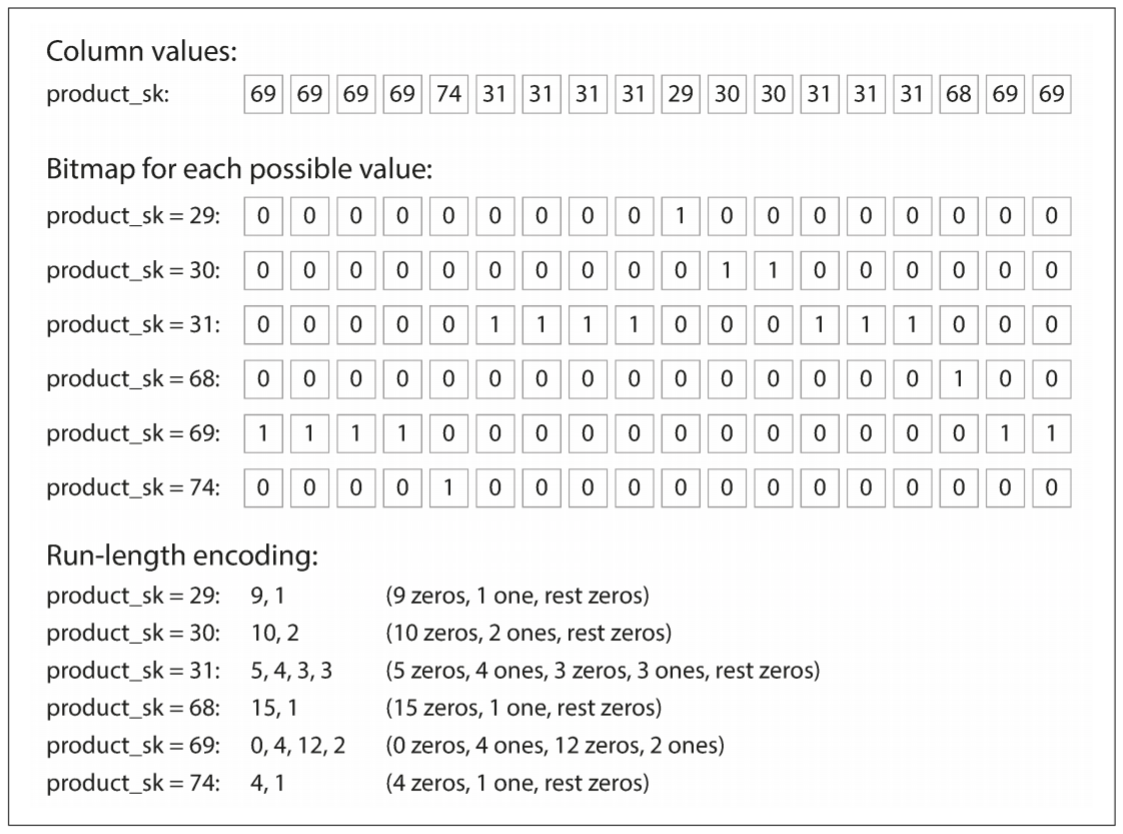 Column values:
product_sk: 69 69 69 69 74 31 31 31 31 29 30 30 31 31 31 68 69 69
Bitmap for each possible value:
product_sk = 29: 0 0 0 0 0 0 0 0 0 1 0 0 0 0 0 0 0 0
product_sk = 30: 0 0 0 0 0 0 0 0 0 0 1 1 0 0 0 0 0 0
product_sk = 31: 0 0 0 0 0 1 1 1 1 0 0 0 1 1 1 0 0 0
product_sk = 68: 0 0 0 0 0 0 0 0 0 0 0 0 0 0 0 1 0 0
product_sk = 69: 1 1 1 1 0 0 0 0 0 0 0 0 0 0 0 0 1 1
product_sk = 74: 0 0 0 0 1 0 0 0 0 0 0 0 0 0 0 0 0 0
Run-length encoding:
product_sk = 29: 9, 1 (9 zeros, 1 one, rest zeros)
product_sk = 30: 10, 2 (10 zeros, 2 ones, rest zeros)
product_sk = 31: 5, 4, 3, 3 (5 zeros, 4 ones, 3 zeros, 3 ones, rest zeros)
product_sk = 68: 15, 1 (15 zeros, 1 one, rest zeros)
product_sk = 69: 0, 4, 12, 2 (0 zeros, 4 ones, 12 zeros, 2 ones)
product_sk = 74: 4, 1 (4 zeros, 1 one, rest zeros)